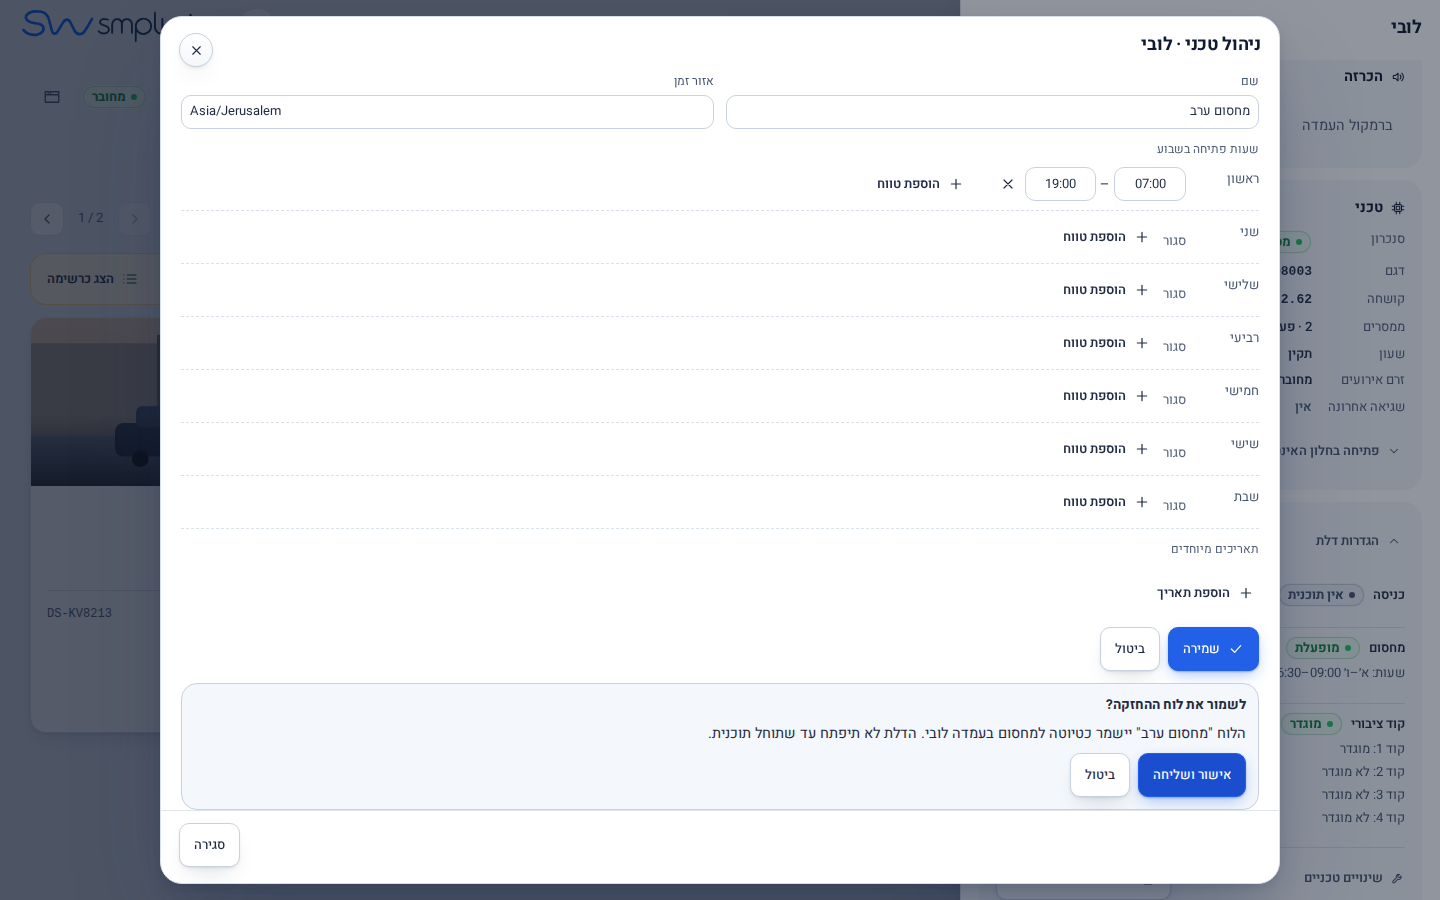 ניהול טכני · לובי
שם
אזור זמן
מחסום ערב
Asia/Jerusalem
שעות פתיחה בשבוע
ראשון
07:00 – 19:00
הוספת טווח
שני
סגור
הוספת טווח
שלישי
סגור
הוספת טווח
רביעי
סגור
הוספת טווח
חמישי
סגור
הוספת טווח
שישי
סגור
הוספת טווח
שבת
סגור
הוספת טווח
תאריכים מיוחדים
הוספת תאריך
שמירה
ביטול
לשמור את לוח ההחזקה?
הלוח "מחסום ערב" יישמר כטיוטה למחסום בעמדה לובי. הדלת לא תיפתח עד שתוחל תוכנית.
אישור ושליחה
ביטול
סגירה
לובי
הכרזה
ברמקול העמדה
טכני
סנכרון
דגם
8003
קושחה
2.62
ממסרים
2 ·
שעון
תקין
זרם אירועים
מחובר
שגיאה אחרונה
אין
פתיחה בחלון
הגדרות דלת
כניסה
אין תוכנית
מחסום
מופעלת
שעות: א'–ו' 09:00–
קוד ציבורי
מוגדר
קוד 1: מוגדר
קוד 2: לא מוגדר
קוד 3: לא מוגדר
קוד 4: לא מוגדר
שינויים טכניים
מחובר
1 / 2
הצג כרשימה
DS-KV8213